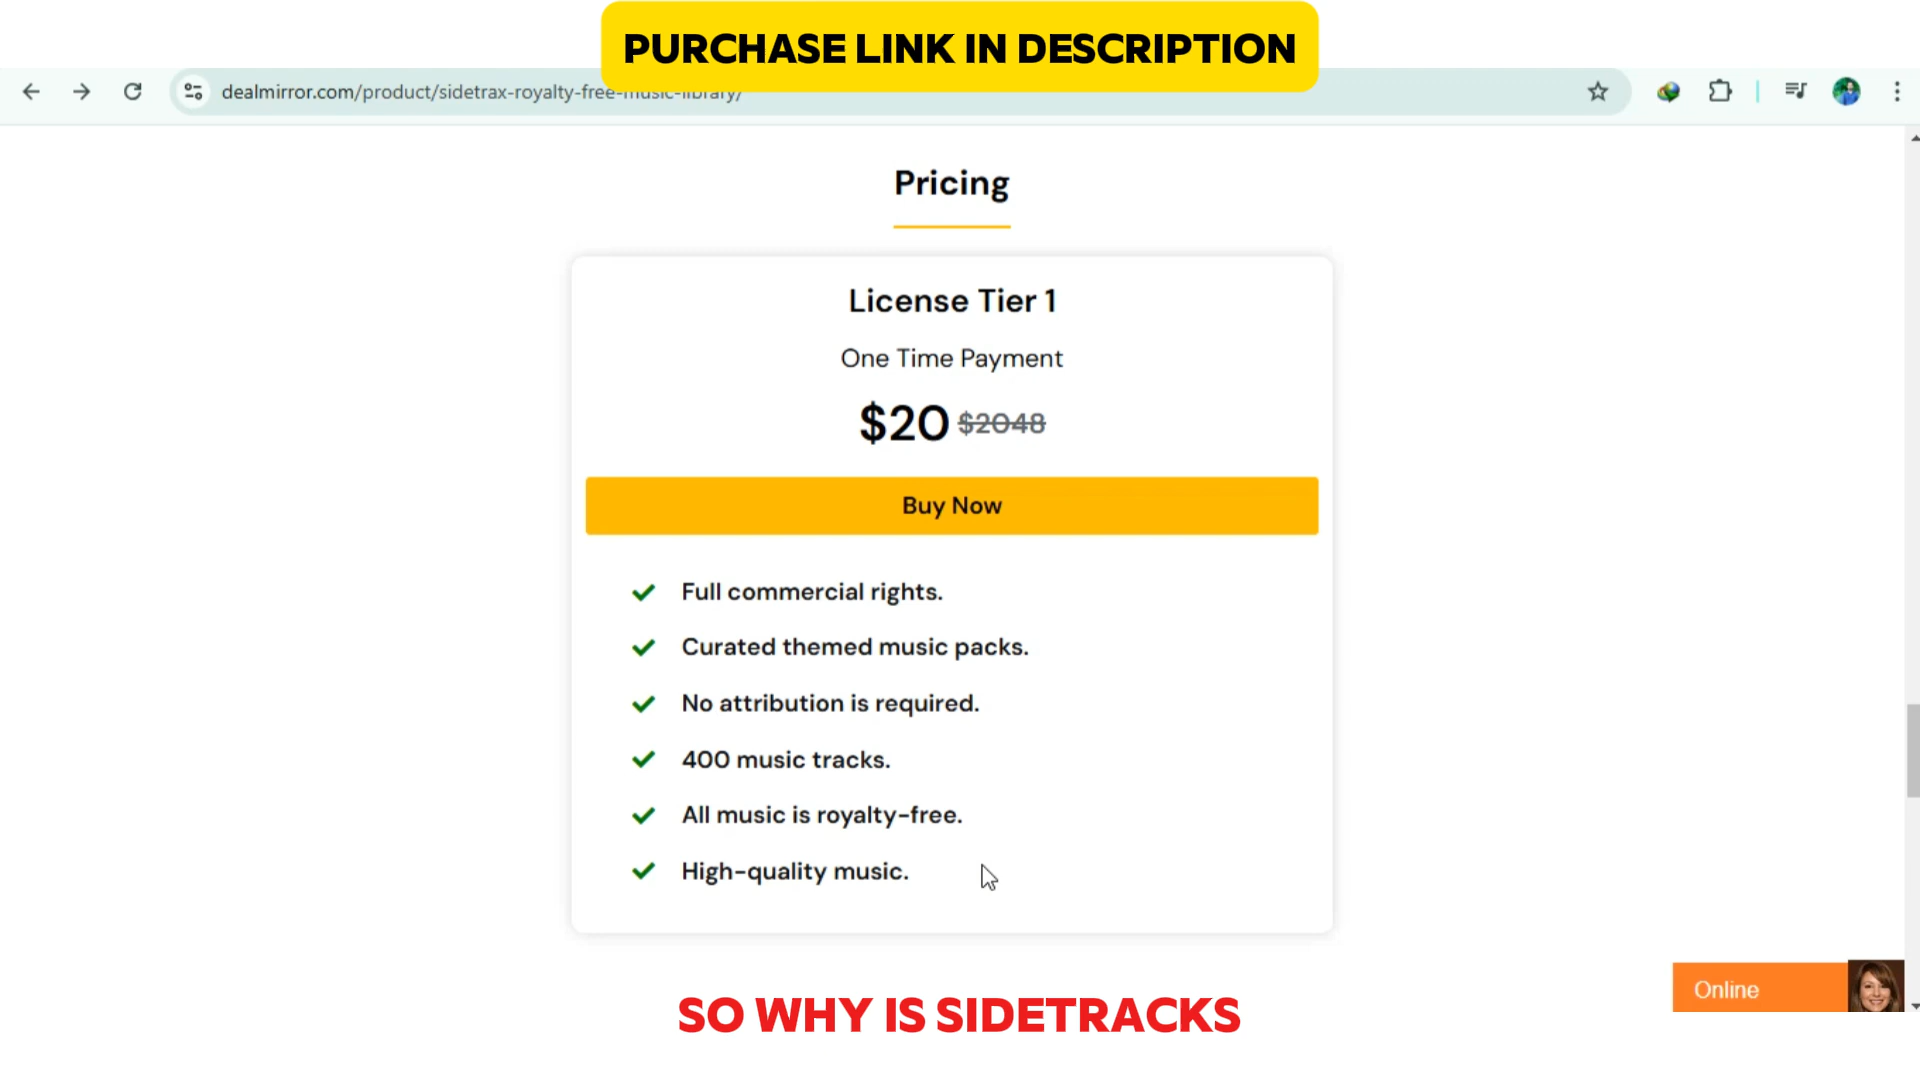 PURCHASE LINK IN DESCRIPTION
dealmirror.com/product/sidetrax-royalty-free-music-library/
Pricing
License Tier 1
One Time Payment
$20 $2048
Buy Now
Full commercial rights.
Curated themed music packs.
No attribution is required.
400 music tracks.
All music is royalty-free.
High-quality music.
Online
SO WHY IS SIDETRACKS